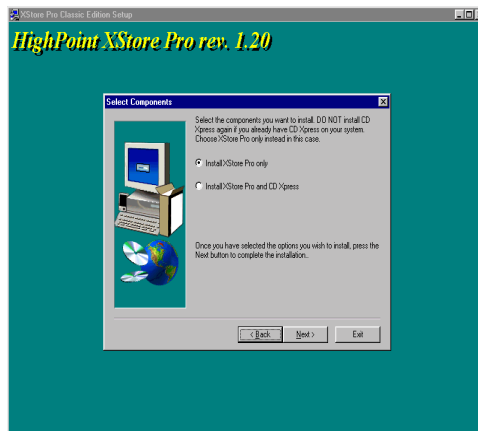 XStore Pro Classic Edition Setup
HighPoint XStore Pro rev. 1.20
Select Components
Select the components you want to install. DO NOT install CD
Xpress again if you already have CD Xpress on your system.
Choose XStore Pro only instead in this case.
Install XStore Pro only
Install XStore Pro and CD Xpress
Once you have selected the options you wish to install, press the
Next button to complete the installation..
< Back
Next >
Exit